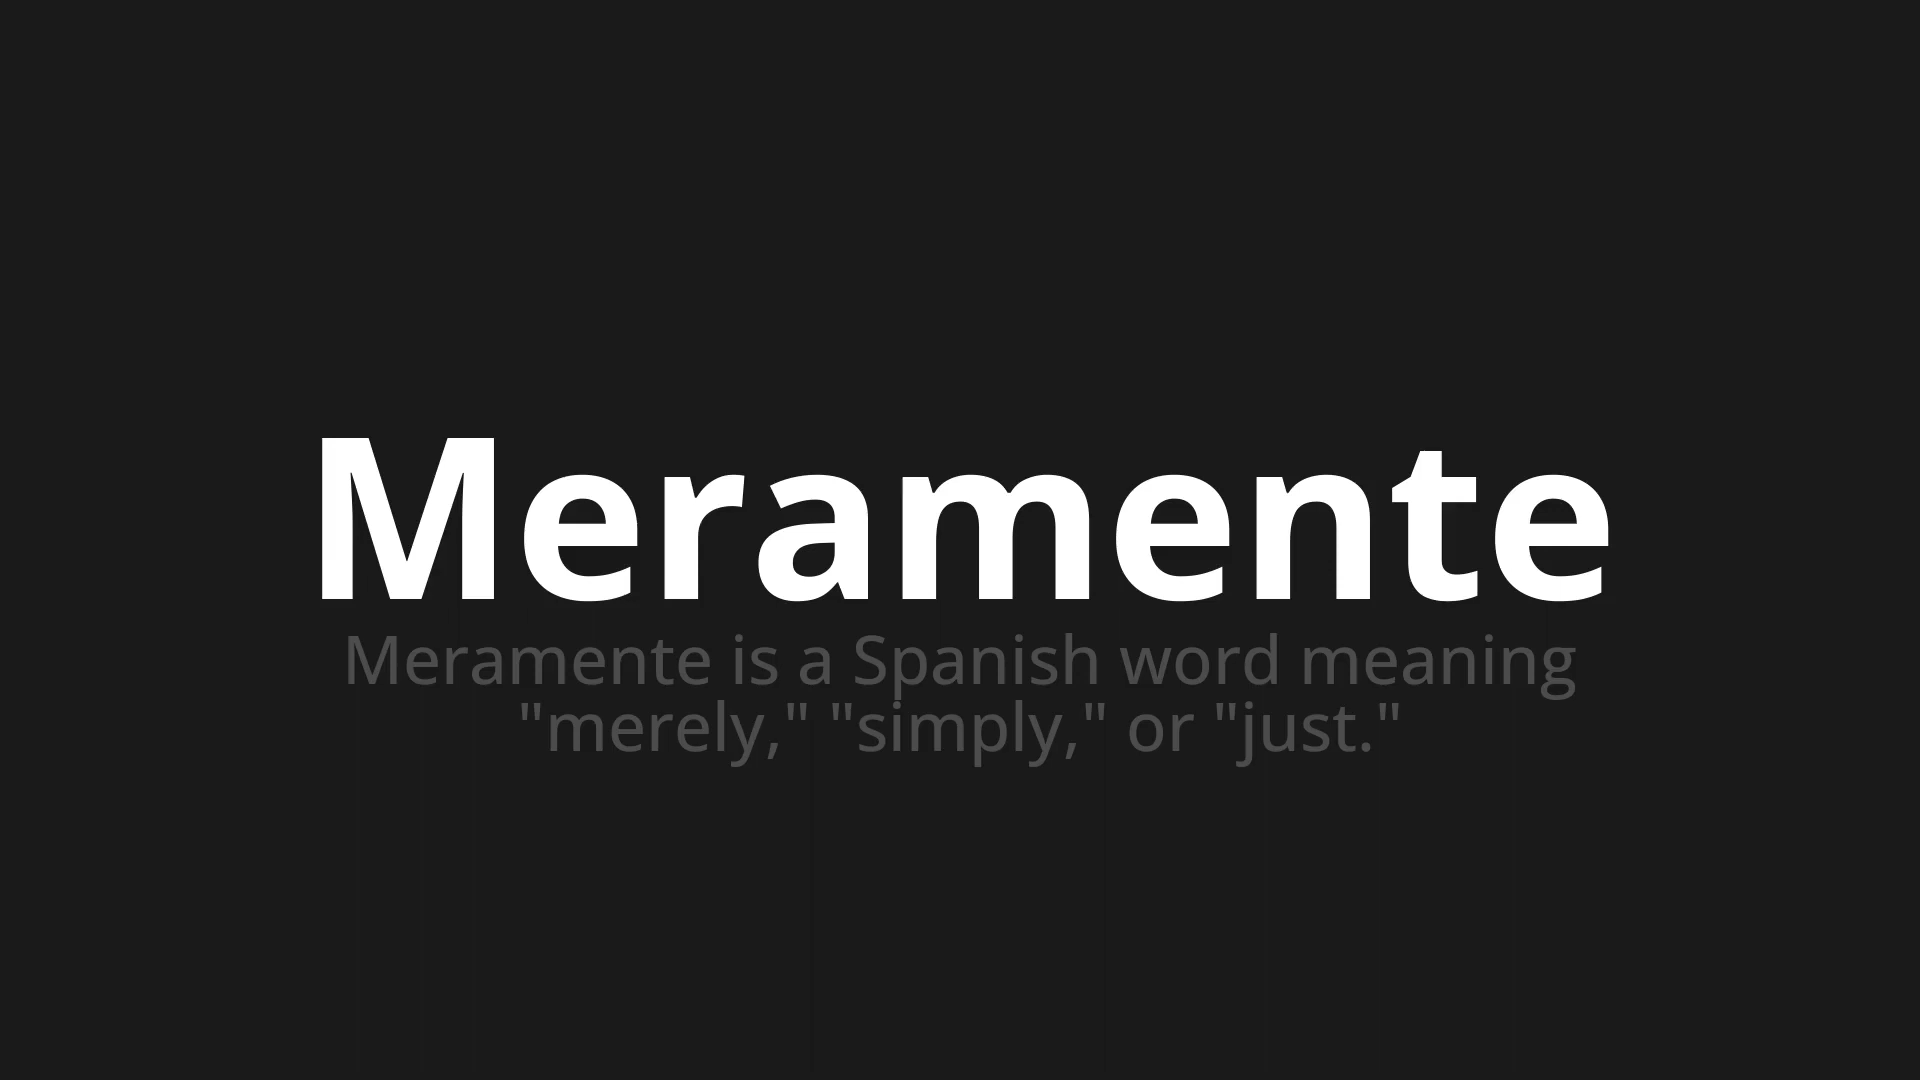 Meramente
Meramente is a Spanish word meaning
"merely," "simply," or "just."